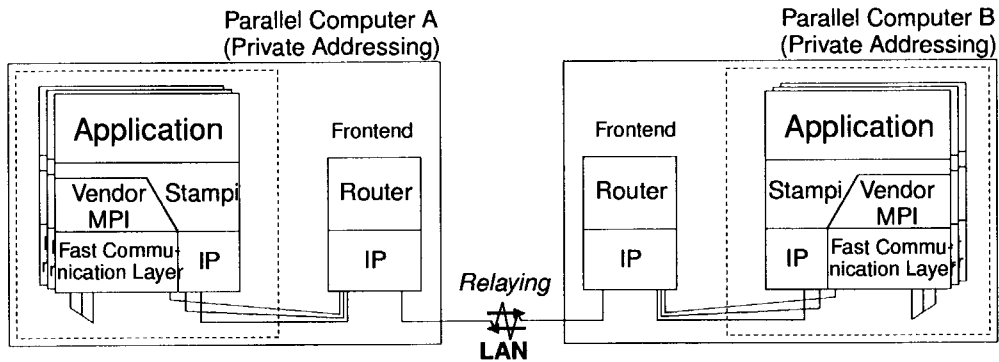 Parallel Computer A
(Private Addressing)
Application
Vendor
MPI
Stampi
Fast Commu-
nication Layer
IP
Frontend
Router
IP
Relaying
LAN
Parallel Computer B
(Private Addressing)
Frontend
Router
IP
Application
Stampi
Vendor
MPI
IP
Fast Commu-
nication Layer